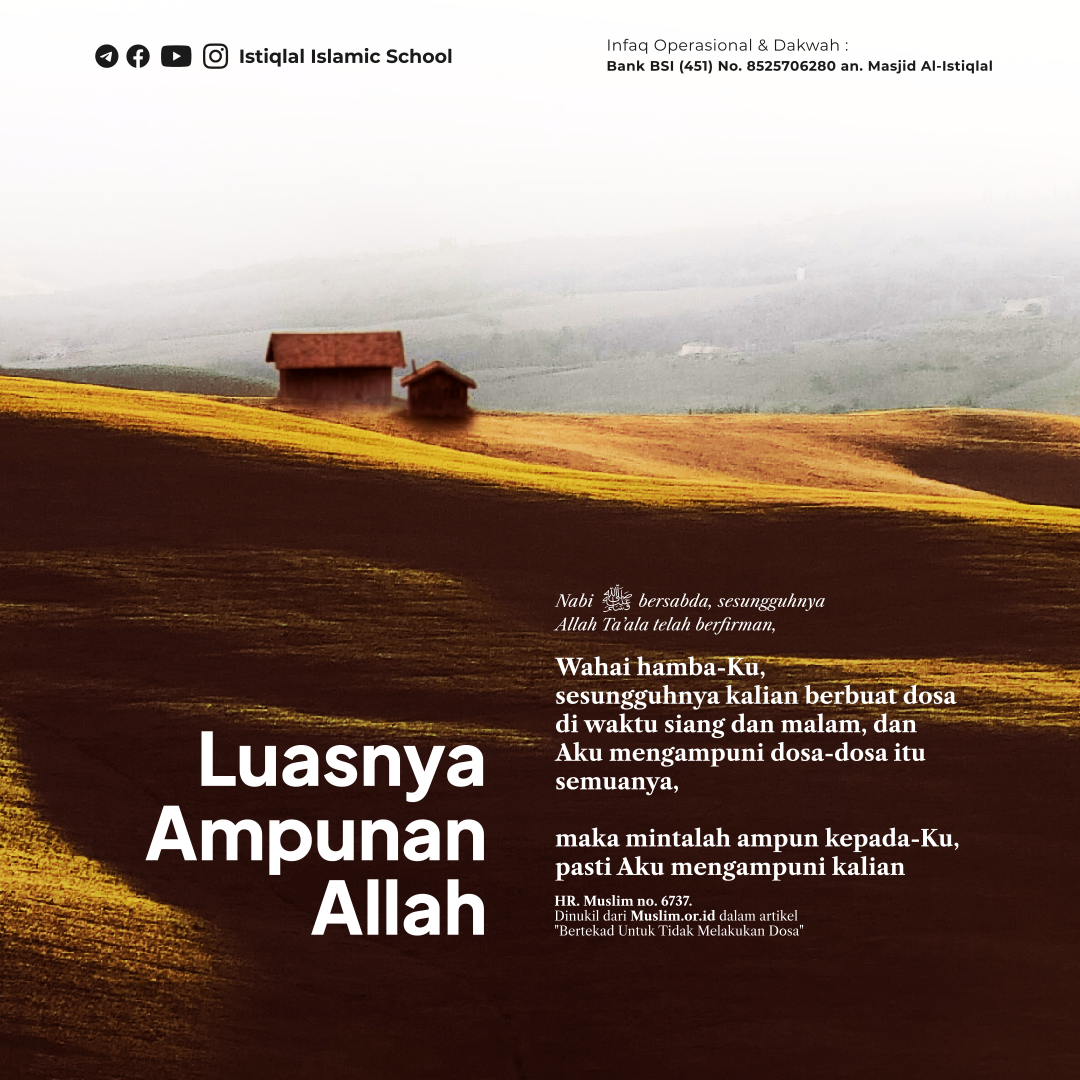 Istiqlal Islamic School
Infaq Operasional & Dakwah :
Bank BSI (451) No. 8525706280 an. Masjid Al-Istiqlal
Luasnya
Ampunan
Allah
Nabi ﷺ bersabda, sesungguhnya
Allah Ta'ala telah berfirman,
Wahai hamba-Ku,
sesungguhnya kalian berbuat dosa
di waktu siang dan malam, dan
Aku mengampuni dosa-dosa itu
semuanya,
maka mintalah ampun kepada-Ku,
pasti Aku mengampuni kalian
HR. Muslim no. 6737.
Dinukil dari Muslim.or.id dalam artikel
"Bertekad Untuk Tidak Melakukan Dosa"